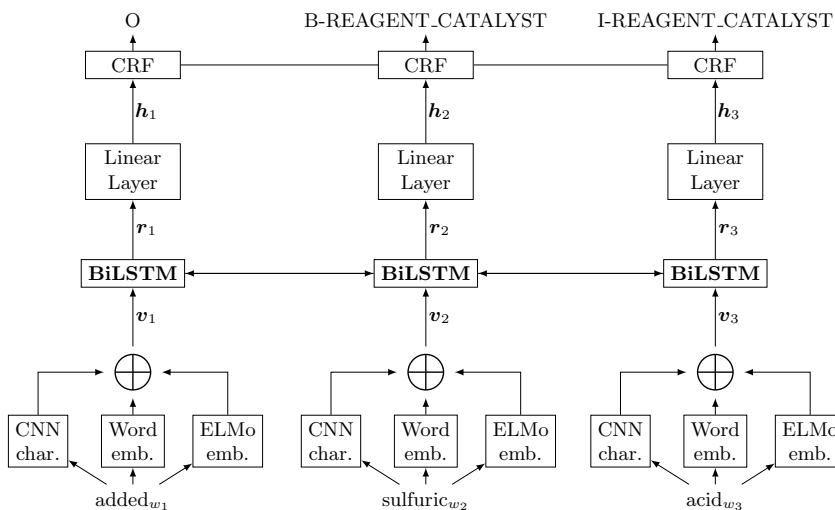 O B-REAGENT_CATALYST I-REAGENT_CATALYST
CRF CRF CRF
h1 h2 h3
Linear Linear Linear
Layer Layer Layer
r1 r2 r3
BiLSTM BiLSTM BiLSTM
v1 v2 v3
CNN Word ELMo CNN Word ELMo CNN Word ELMo
char. emb. emb. char. emb. emb. char. emb. emb.
addedw1 sulfuricw2 acidw3